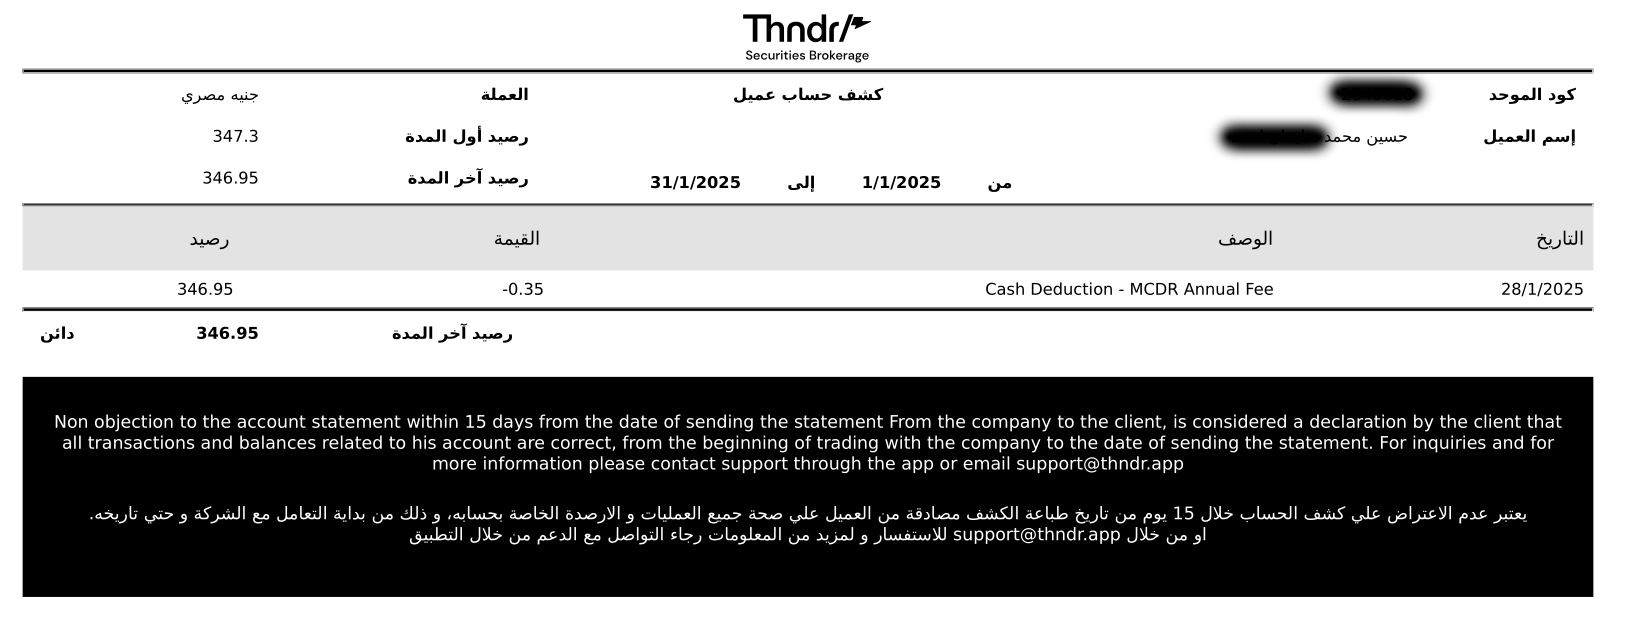 Thndr/
Securities Brokerage
كود الموحد كشف حساب عميل العملة جنيه مصري
إسم العميل حسين محمد رصيد أول المدة 347.3
من 1/1/2025 إلى 31/1/2025 رصيد آخر المدة 346.95
التاريخ الوصف القيمة رصيد
28/1/2025 Cash Deduction - MCDR Annual Fee -0.35 346.95
رصيد آخر المدة 346.95 دائن
Non objection to the account statement within 15 days from the date of sending the statement From the company to the client, is considered a declaration by the client that
all transactions and balances related to his account are correct, from the beginning of trading with the company to the date of sending the statement. For inquiries and for
more information please contact support through the app or email support@thndr.app
يعتبر عدم الاعتراض علي كشف الحساب خلال 15 يوم من تاريخ طباعة الكشف مصادقة من العميل علي صحة جميع العمليات و الارصدة الخاصة بحسابه، و ذلك من بداية التعامل مع الشركة و حتي تاريخه.
او من خلال support@thndr.app للاستفسار و لمزيد من المعلومات رجاء التواصل مع الدعم من خلال التطبيق